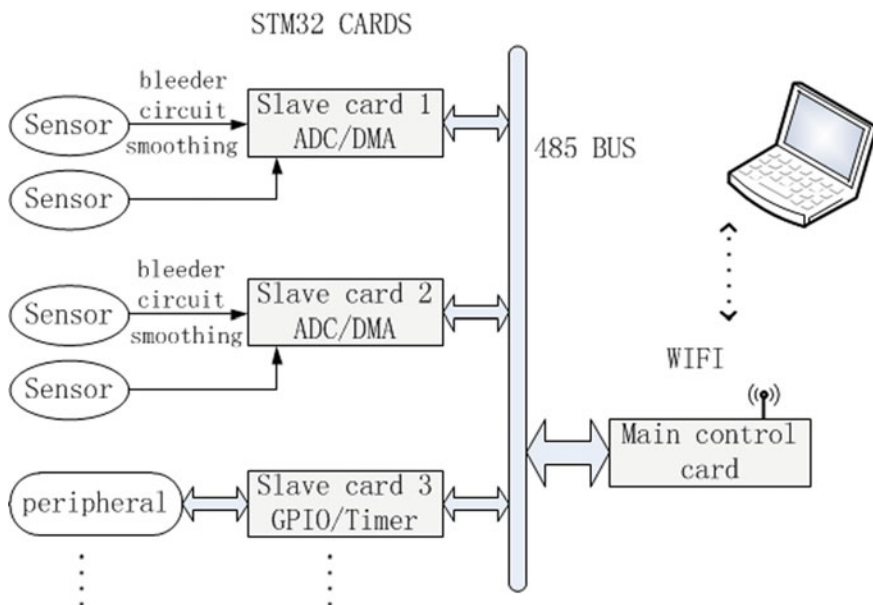 STM32 CARDS
bleeder
circuit
smoothing
Sensor
Sensor
Slave card 1
ADC/DMA
485 BUS
bleeder
circuit
smoothing
Sensor
Sensor
Slave card 2
ADC/DMA
WIFI
Main control
card
peripheral
Slave card 3
GPIO/Timer